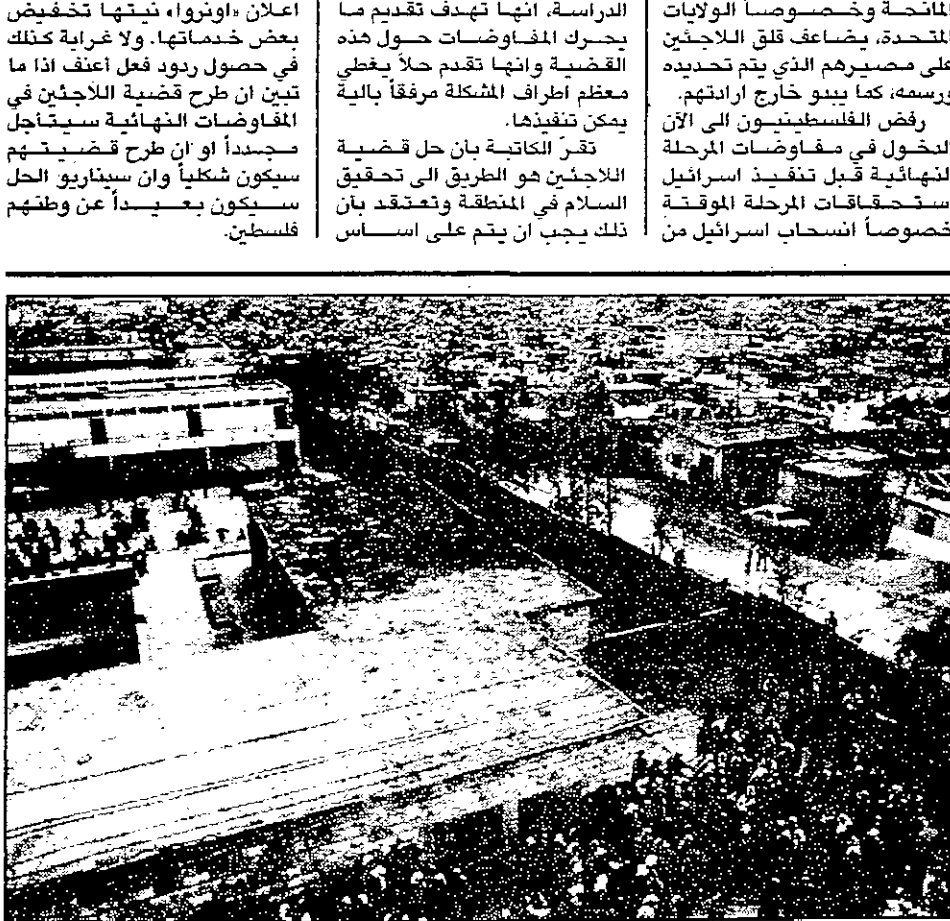 المانحة وخصوصاً الولايات
المتحدة، يضاعف قلق اللاجئين
على مصيرهم الذي يتم تحديده
ورسمه، كما يبدو خارج ارادتهم.
رفض الفلسطينيون الى الآن
الدخول في مفاوضات المرحلة
النهائية قبل تنفيذ اسرائيل
ستحقاقات المرحلة الموقتة
خصوصاً انسحاب اسرائيل من
الدراسة، انها تهدف تقديم ما
يحرك المفاوضات حول هذه
القضية وانها تقدم حلاً يغطي
معظم اطراف المشكلة مرفقاً بالية
يمكن تنفيذها.
تقرّ الكاتبة بأن حل قضية
اللاجئين هو الطريق الى تحقيق
السلام في المنطقة وتعتقد بأن
ذلك يجب ان يتم على اساس
اعلان «اونروا» نيتها تخفيض
بعض خدماتها. ولا غرابة كذلك
في حصول ردود فعل أعنف اذا ما
تبين ان طرح قضية اللاجئين في
المفاوضات النهائية سيتأجل
مجدداً او ان طرح قضيتهم
سيكون شكلياً وان سيناريو الحل
سيكون بعيداً عن وطنهم
فلسطين.